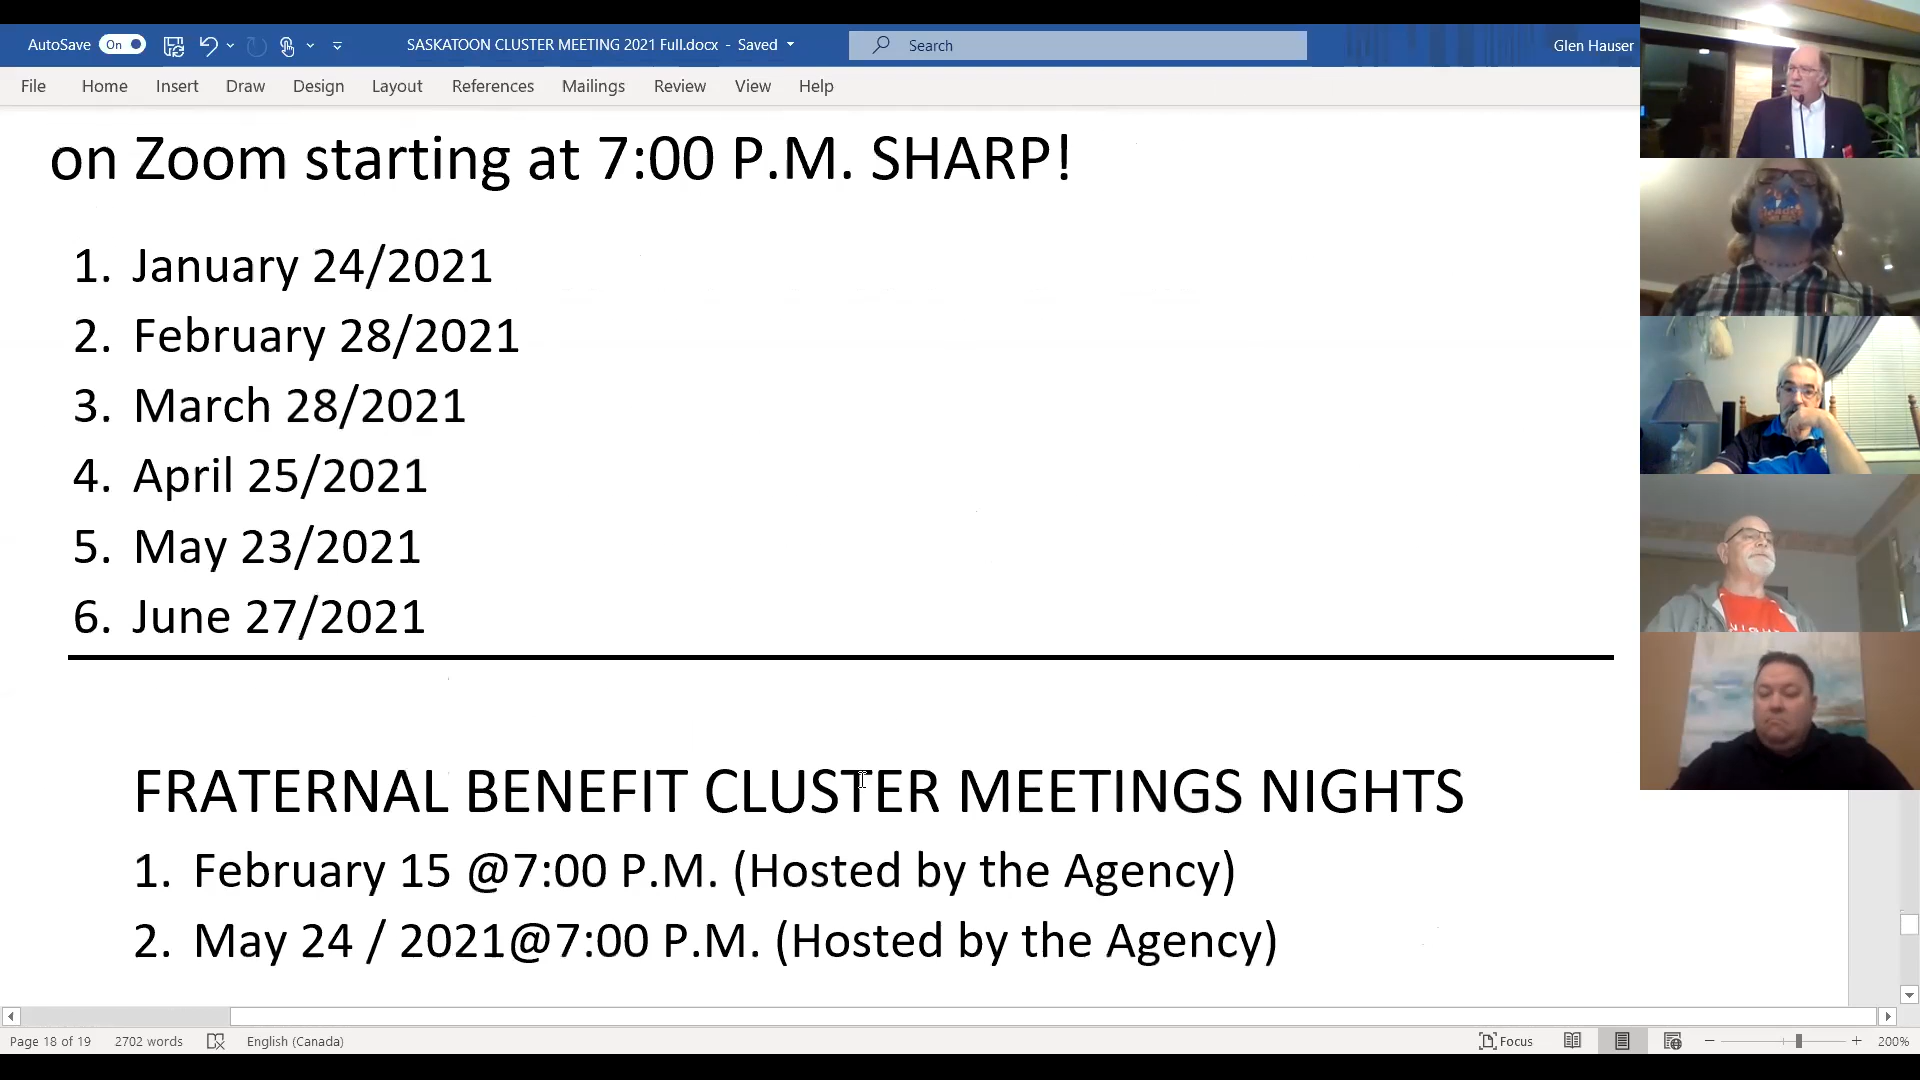 AutoSave On SASKATOON CLUSTER MEETING 2021 Full.docx - Saved Search Glen Hauser
File Home Insert Draw Design Layout References Mailings Review View Help
on Zoom starting at 7:00 P.M. SHARP!
1. January 24/2021
2. February 28/2021
3. March 28/2021
4. April 25/2021
5. May 23/2021
6. June 27/2021
FRATERNAL BENEFIT CLUSTER MEETINGS NIGHTS
1. February 15 @7:00 P.M. (Hosted by the Agency)
2. May 24 / 2021@7:00 P.M. (Hosted by the Agency)
Page 18 of 19 2702 words English (Canada) Focus 200%